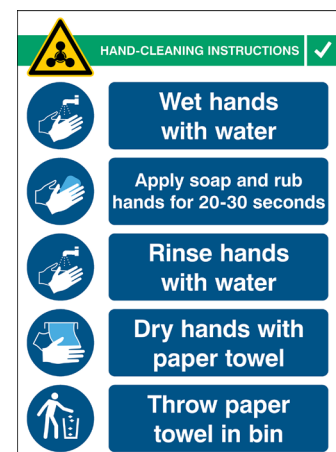 HAND-CLEANING INSTRUCTIONS
Wet hands
with water
Apply soap and rub
hands for 20-30 seconds
Rinse hands
with water
Dry hands with
paper towel
Throw paper
towel in bin